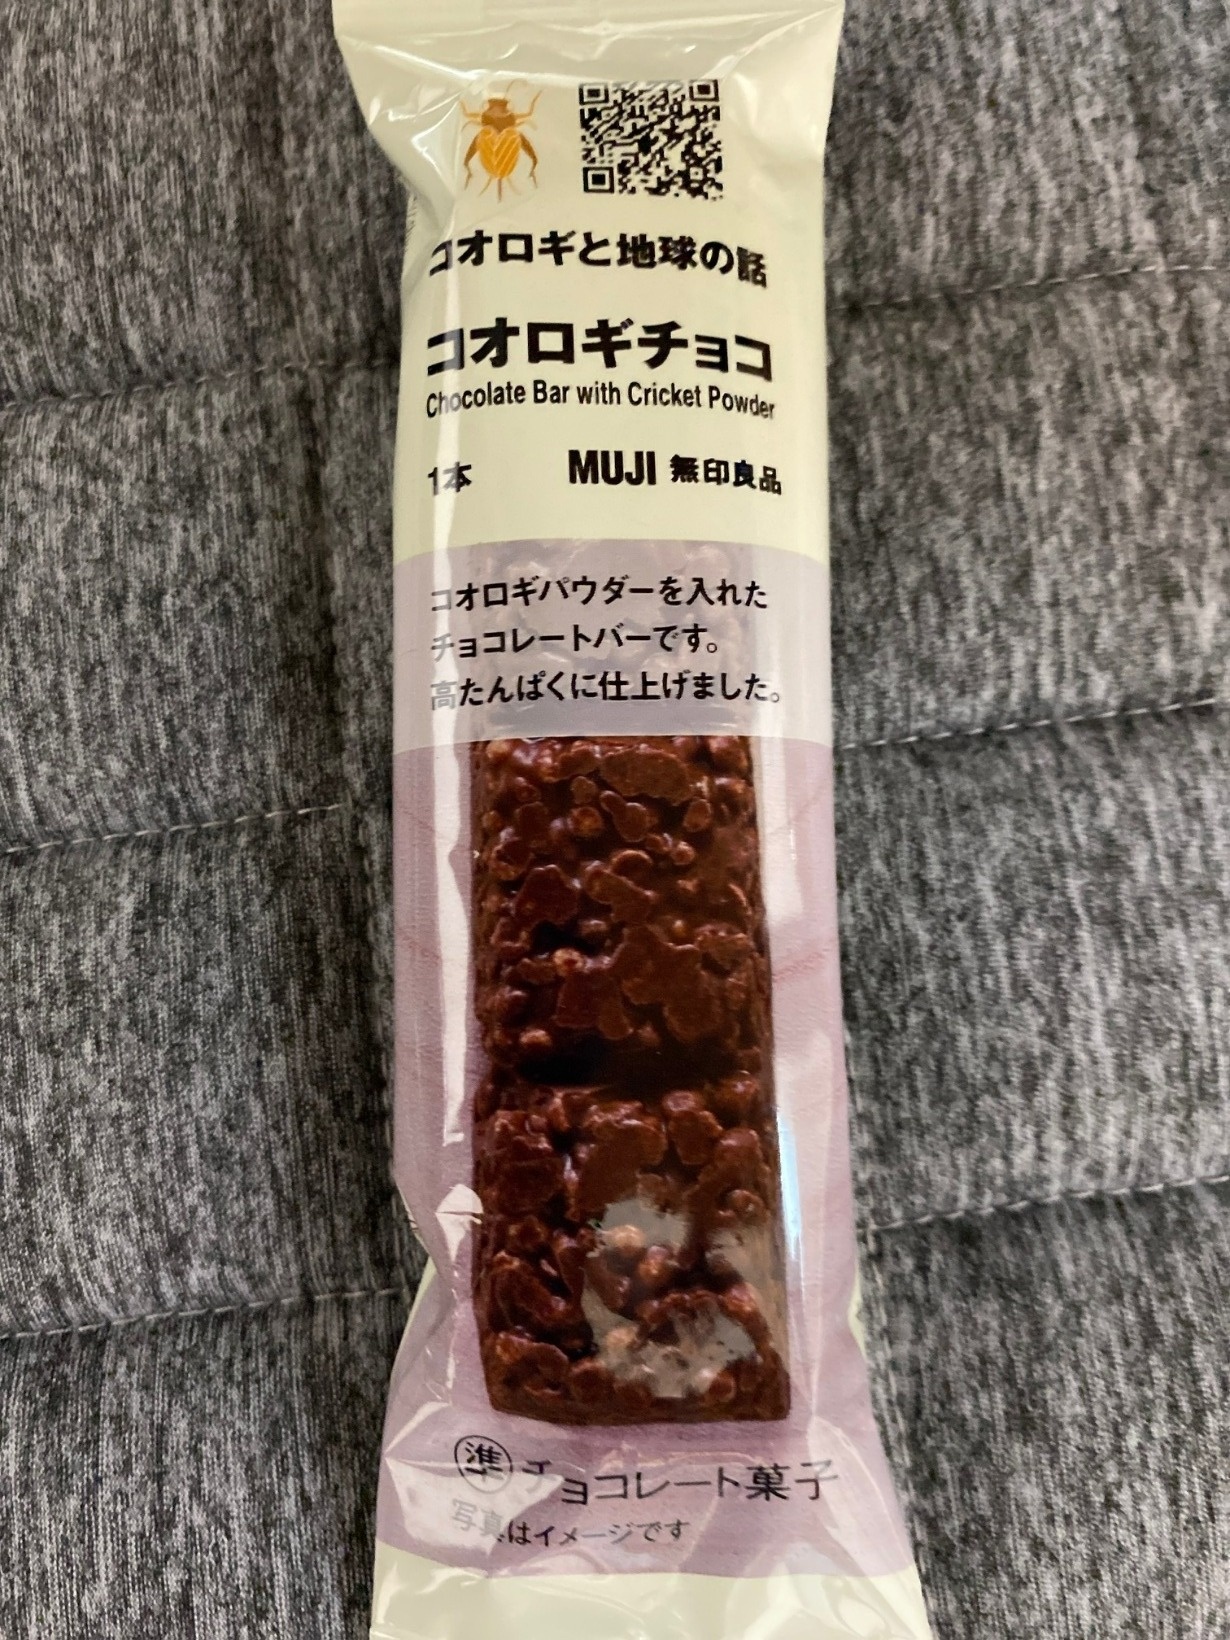 コオロギと地球の話
コオロギチョコ
Chocolate Bar with Cricket Powder
1本 MUJI 無印良品
コオロギパウダーを入れた
チョコレートバーです。
高たんぱくに仕上げました。
準 チョコレート菓子
写真はイメージです